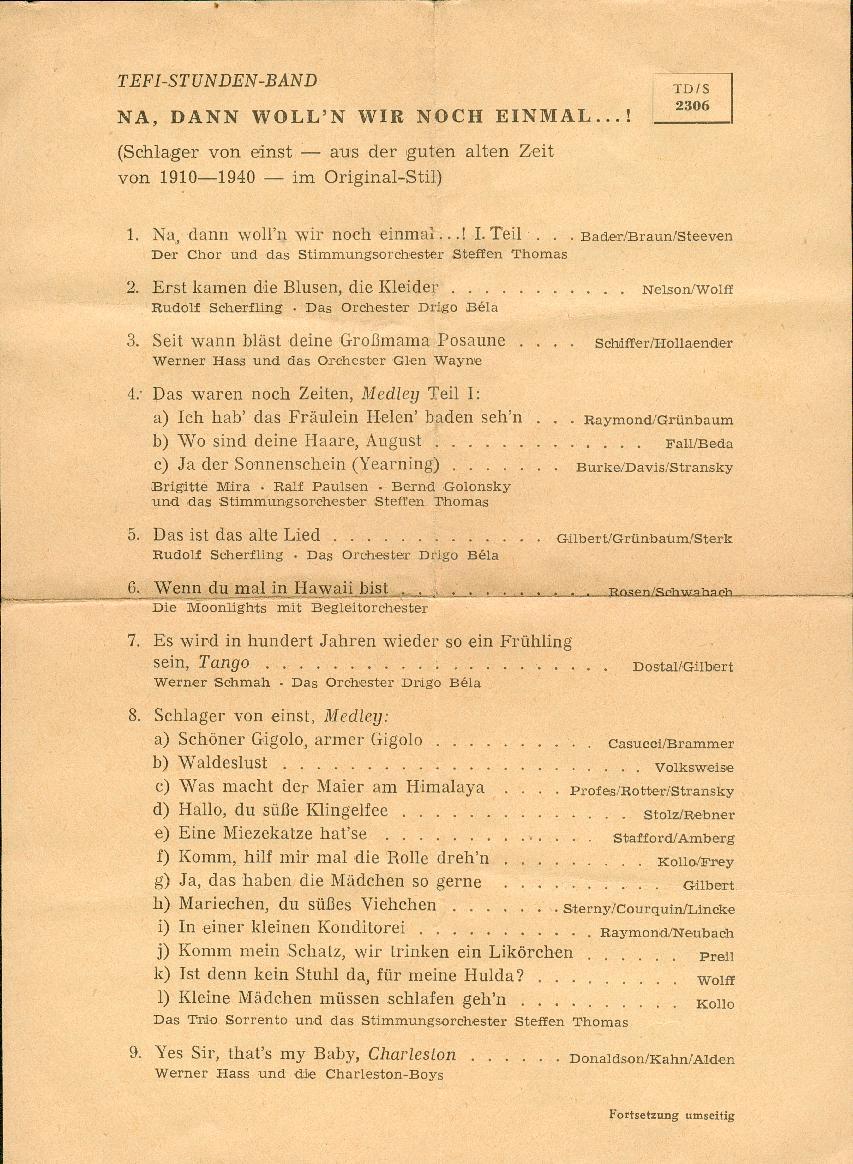 TEFI-STUNDEN-BAND
TD/S
2306
NA, DANN WOLL'N WIR NOCH EINMAL...!
(Schlager von einst — aus der guten alten Zeit
von 1910—1940 — im Original-Stil)
1. Na, dann woll'n wir noch einmal...! I. Teil . . . Bader/Braun/Steeven
Der Chor und das Stimmungsorchester Steffen Thomas
2. Erst kamen die Blusen, die Kleider . . . . . . . . . . . Nelson/Wolff
Rudolf Scherfling · Das Orchester Drigo Béla
3. Seit wann bläst deine Großmama Posaune . . . . Schiffer/Hollaender
Werner Hass und das Orchester Glen Wayne
4. Das waren noch Zeiten, Medley Teil I:
a) Ich hab' das Fräulein Helen' baden seh'n . . . Raymond/Grünbaum
b) Wo sind deine Haare, August . . . . . . . . . . . . . Fall/Beda
c) Ja der Sonnenschein (Yearning) . . . . . . . Burke/Davis/Stransky
Brigitte Mira · Ralf Paulsen · Bernd Golonsky
und das Stimmungsorchester Steffen Thomas
5. Das ist das alte Lied . . . . . . . . . . . . . Gilbert/Grünbaum/Sterk
Rudolf Scherfling · Das Orchester Drigo Béla
6. Wenn du mal in Hawaii bist . . . . . . . . . . . . Rosen/Schwabach
Die Moonlights mit Begleitorchester
7. Es wird in hundert Jahren wieder so ein Frühling
sein, Tango . . . . . . . . . . . . . . . . . . . . . Dostal/Gilbert
Werner Schmah · Das Orchester Drigo Béla
8. Schlager von einst, Medley:
a) Schöner Gigolo, armer Gigolo . . . . . . . . . . Casucci/Brammer
b) Waldeslust . . . . . . . . . . . . . . . . . . . . . . Volksweise
c) Was macht der Maier am Himalaya . . . . Profes/Rotter/Stransky
d) Hallo, du süße Klingelfee . . . . . . . . . . . . . . Stolz/Rebner
e) Eine Miezekatze hat'se . . . . . . . . . . . . Stafford/Amberg
f) Komm, hilf mir mal die Rolle dreh'n . . . . . . . . . Kollo/Frey
g) Ja, das haben die Mädchen so gerne . . . . . . . . . . Gilbert
h) Mariechen, du süßes Viehchen . . . . . . . Sterny/Courquin/Lincke
i) In einer kleinen Konditorei . . . . . . . . . . . Raymond/Neubach
j) Komm mein Schatz, wir trinken ein Likörchen . . . . . . Prell
k) Ist denn kein Stuhl da, für meine Hulda? . . . . . . . . . Wolff
l) Kleine Mädchen müssen schlafen geh'n . . . . . . . . . . Kollo
Das Trio Sorrento und das Stimmungsorchester Steffen Thomas
9. Yes Sir, that's my Baby, Charleston . . . . . . Donaldson/Kahn/Alden
Werner Hass und die Charleston-Boys
Fortsetzung umseitig